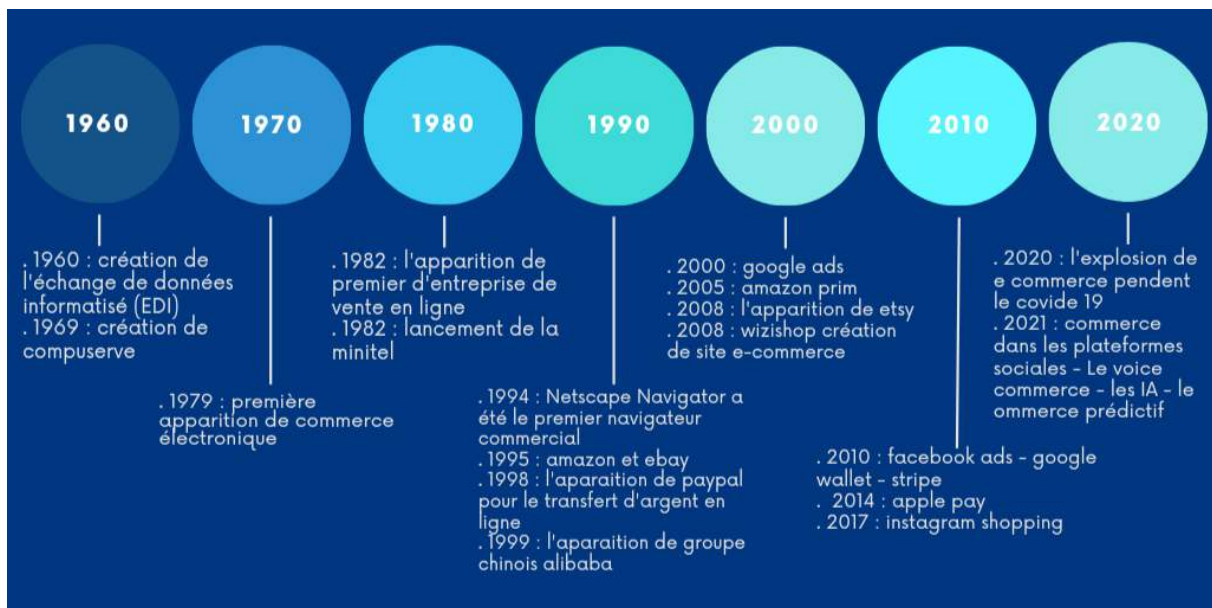 1960
1970
1980
1990
2000
2010
2020
. 1960 : création de
l'échange de données
informatisé (EDI)
. 1969 : création de
compuserve
. 1979 : première
apparition de commerce
électronique
. 1982 : l'apparition de
premier d'entreprise de
vente en ligne
. 1982 : lancement de la
minitel
. 1994 : Netscape Navigator a
été le premier navigateur
commercial
. 1995 : amazon et ebay
. 1998 : l'aparaition de paypal
pour le transfert d'argent en
ligne
. 1999 : l'aparaition de groupe
chinois alibaba
. 2000 : google ads
. 2005 : amazon prim
. 2008 : l'apparition de etsy
. 2008 : wizishop création
de site e-commerce
. 2010 : facebook ads - google
wallet - stripe
. 2014 : apple pay
. 2017 : instagram shopping
. 2020 : l'explosion de
e commerce pendent
le covide 19
. 2021 : commerce
dans les plateformes
sociales - Le voice
commerce - les IA - le
ommerce prédictif